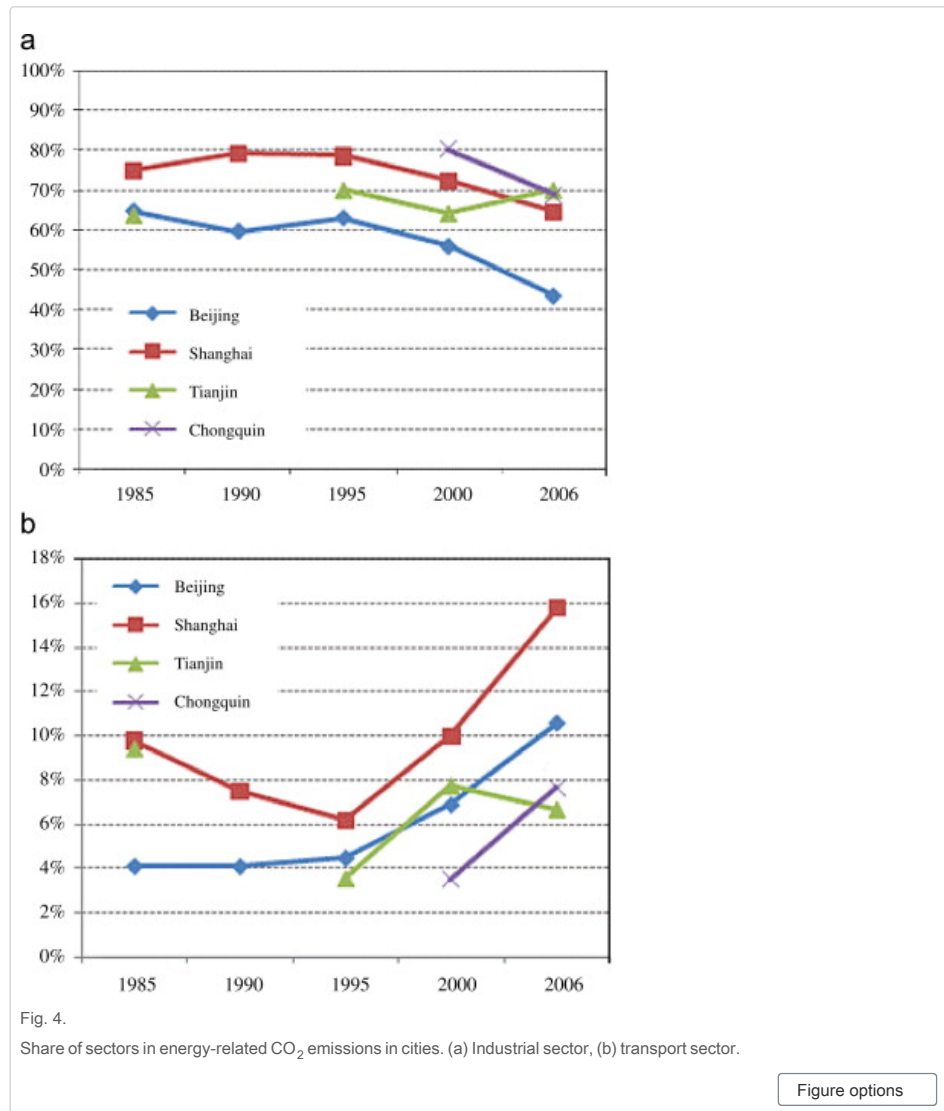 a
100%
90%
80%
70%
60%
50%
40%
30%
20%
10%
0%
Beijing
Shanghai
Tianjin
Chongquin
1985 1990 1995 2000 2006
b
18%
16%
14%
12%
10%
8%
6%
4%
2%
0%
Beijing
Shanghai
Tianjin
Chongquin
1985 1990 1995 2000 2006
Fig. 4.
Share of sectors in energy-related CO₂ emissions in cities. (a) Industrial sector, (b) transport sector.
Figure options